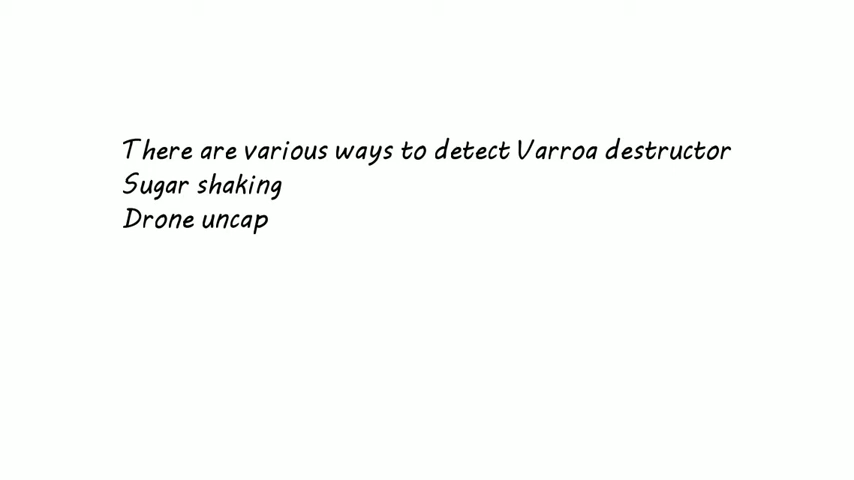 There are various ways to detect Varroa destructor
Sugar shaking
Drone uncap